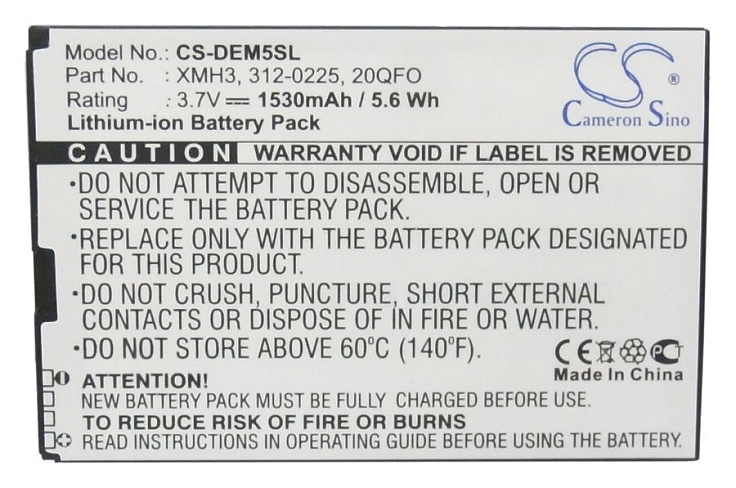 Model No.: CS-DEM5SL
Part No. : XMH3, 312-0225, 20QFO
Rating : 3.7V 1530mAh / 5.6 Wh
Lithium-ion Battery Pack
CS ®
Cameron Sino
CAUTION WARRANTY VOID IF LABEL IS REMOVED
•DO NOT ATTEMPT TO DISASSEMBLE, OPEN OR
SERVICE THE BATTERY PACK.
•REPLACE ONLY WITH THE BATTERY PACK SPECIFIED
FOR THIS PRODUCT.
•DO NOT CRUSH, PUNCTURE, SHORT EXTERNAL
CONTACTS OR DISPOSE OF IN FIRE OR WATER.
•DO NOT STORE ABOVE 60°C (140°F).
CE PCT
Made In China
ATTENTION!
NEW BATTERY PACK MUST BE FULLY CHARGED BEFORE USE.
TO REDUCE RISK OF FIRE OR BURNS
READ INSTRUCTIONS IN OPERATING GUIDE BEFORE USING THE BATTERY.